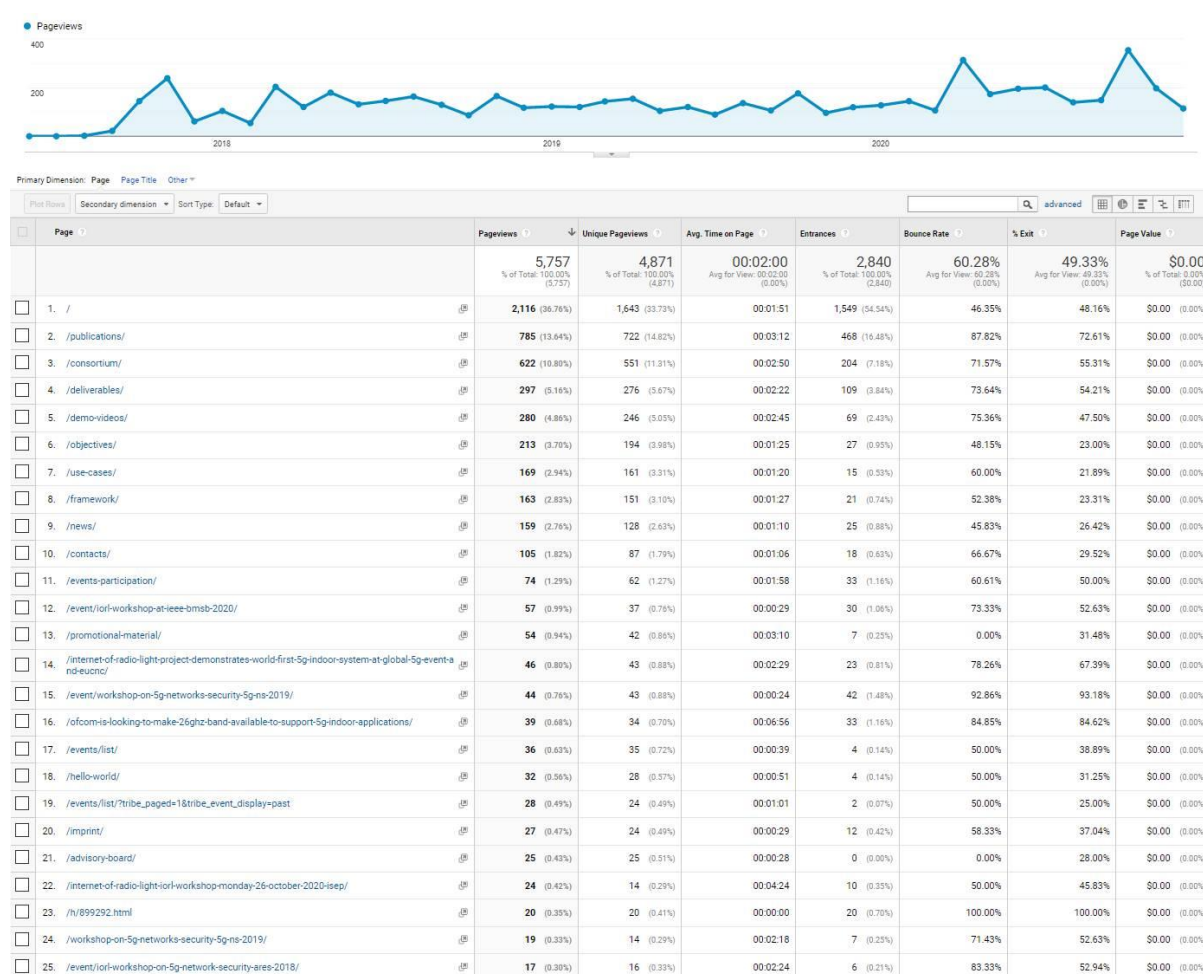 Pageviews
400
200
2018 2019 2020
Primary Dimension: Page Page Title Other
Plot Rows Secondary dimension Sort Type: Default advanced
Page Pageviews Unique Pageviews Avg. Time on Page Entrances Bounce Rate % Exit Page Value
5,757 4,871 00:02:00 2,840 60.28% 49.33% $0.00
% of Total: 100.00% % of Total: 100.00% Avg for View: 00:02:00 % of Total: 100.00% Avg for View: 60.28% Avg for View: 49.33% % of Total: 0.00%
(5,757) (4,871) (0.00%) (2,840) (0.00%) (0.00%) ($0.00
1. / 2,116 (36.76%) 1,643 (33.73%) 00:01:51 1,549 (54.54%) 46.35% 48.16% $0.00 (0.00%
2. /publications/ 785 (13.64%) 722 (14.82%) 00:03:12 468 (16.48%) 87.82% 72.61% $0.00 (0.00%
3. /consortium/ 622 (10.80%) 551 (11.31%) 00:02:50 204 (7.18%) 71.57% 55.31% $0.00 (0.00%
4. /deliverables/ 297 (5.16%) 276 (5.67%) 00:02:22 109 (3.84%) 73.64% 54.21% $0.00 (0.00%
5. /demo-videos/ 280 (4.86%) 246 (5.05%) 00:02:45 69 (2.43%) 75.36% 47.50% $0.00 (0.00%
6. /objectives/ 213 (3.70%) 194 (3.98%) 00:01:25 27 (0.95%) 48.15% 23.00% $0.00 (0.00%
7. /use-cases/ 169 (2.94%) 161 (3.31%) 00:01:20 15 (0.53%) 60.00% 21.89% $0.00 (0.00%
8. /framework/ 163 (2.83%) 151 (3.10%) 00:01:27 21 (0.74%) 52.38% 23.31% $0.00 (0.00%
9. /news/ 159 (2.76%) 128 (2.63%) 00:01:10 25 (0.88%) 45.83% 26.42% $0.00 (0.00%
10. /contacts/ 105 (1.82%) 87 (1.79%) 00:01:06 18 (0.63%) 66.67% 29.52% $0.00 (0.00%
11. /events-participation/ 74 (1.29%) 62 (1.27%) 00:01:58 33 (1.16%) 60.61% 50.00% $0.00 (0.00%
12. /event/iorl-workshop-at-ieee-bmsb-2020/ 57 (0.99%) 37 (0.76%) 00:00:29 30 (1.06%) 73.33% 52.63% $0.00 (0.00%
13. /promotional-material/ 54 (0.94%) 42 (0.86%) 00:03:10 7 (0.25%) 0.00% 31.48% $0.00 (0.00%
14. /internet-of-radio-light-project-demonstrates-world-first-5g-indoor-system-at-global-5g-event-a
nd-eucnc/ 46 (0.80%) 43 (0.88%) 00:02:29 23 (0.81%) 78.26% 67.39% $0.00 (0.00%
15. /event/workshop-on-5g-networks-security-5g-ns-2019/ 44 (0.76%) 43 (0.88%) 00:00:24 42 (1.48%) 92.86% 93.18% $0.00 (0.00%
16. /ofcom-is-looking-to-make-26ghz-band-available-to-support-5g-indoor-applications/ 39 (0.68%) 34 (0.70%) 00:06:56 33 (1.16%) 84.85% 84.62% $0.00 (0.00%
17. /events/list/ 36 (0.63%) 35 (0.72%) 00:00:39 4 (0.14%) 50.00% 38.89% $0.00 (0.00%
18. /hello-world/ 32 (0.56%) 28 (0.57%) 00:00:51 4 (0.14%) 50.00% 31.25% $0.00 (0.00%
19. /events/list/?tribe_paged=1&tribe_event_display=past 28 (0.49%) 24 (0.49%) 00:01:01 2 (0.07%) 50.00% 25.00% $0.00 (0.00%
20. /imprint/ 27 (0.47%) 24 (0.49%) 00:00:29 12 (0.42%) 58.33% 37.04% $0.00 (0.00%
21. /advisory-board/ 25 (0.43%) 25 (0.51%) 00:00:28 0 (0.00%) 0.00% 28.00% $0.00 (0.00%
22. /internet-of-radio-light-iorl-workshop-monday-26-october-2020-isep/ 24 (0.42%) 14 (0.29%) 00:04:24 10 (0.35%) 50.00% 45.83% $0.00 (0.00%
23. /h/899292.html 20 (0.35%) 20 (0.41%) 00:00:00 20 (0.70%) 100.00% 100.00% $0.00 (0.00%
24. /workshop-on-5g-networks-security-5g-ns-2019/ 19 (0.33%) 14 (0.29%) 00:02:18 7 (0.25%) 71.43% 52.63% $0.00 (0.00%
25. /event/iorl-workshop-on-5g-network-security-ares-2018/ 17 (0.30%) 16 (0.33%) 00:02:24 6 (0.21%) 83.33% 52.94% $0.00 (0.00%